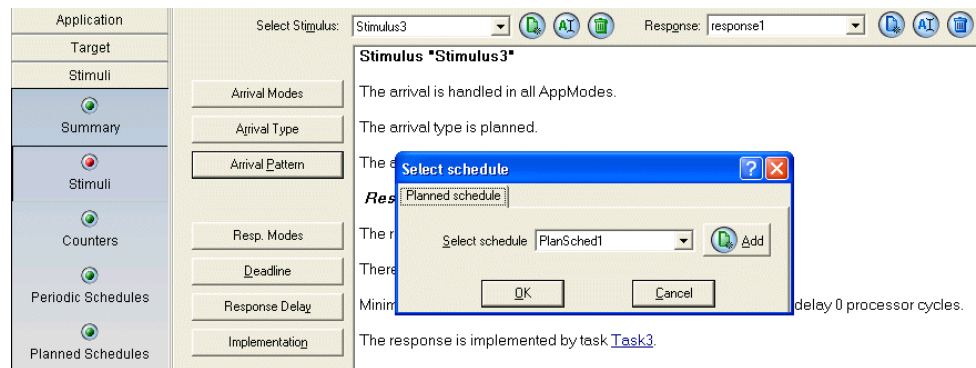 Application
Target
Stimuli
Summary
Stimuli
Counters
Periodic Schedules
Planned Schedules
Select Stimulus: Stimulus3 Response: response1
Arrival Modes
Arrival Type
Arrival Pattern
Resp. Modes
Deadline
Response Delay
Implementation
Stimulus "Stimulus3"
The arrival is handled in all AppModes.
The arrival type is planned.
The a
Res
The r
There
Minim delay 0 processor cycles.
The response is implemented by task Task3.
Select schedule
Planned schedule
Select schedule PlanSched1 Add
OK Cancel